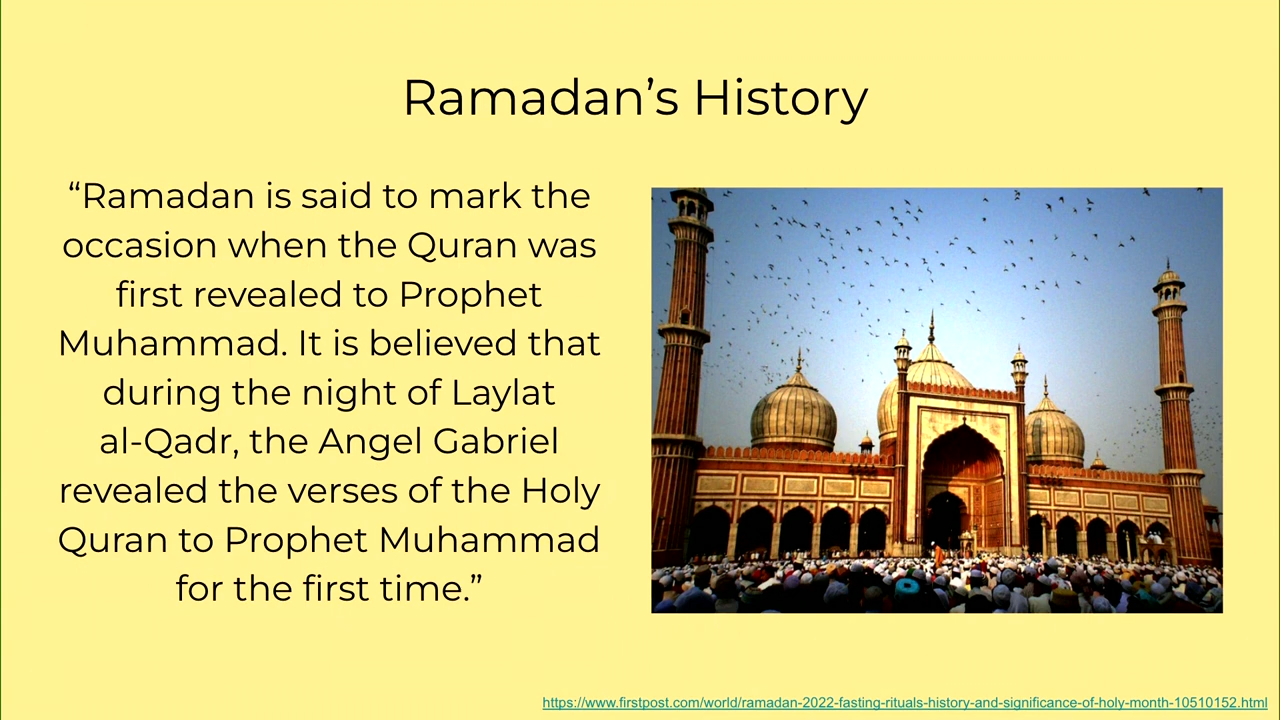 Ramadan’s History
“Ramadan is said to mark the
occasion when the Quran was
first revealed to Prophet
Muhammad. It is believed that
during the night of Laylat
al-Qadr, the Angel Gabriel
revealed the verses of the Holy
Quran to Prophet Muhammad
for the first time.”
https://www.firstpost.com/world/ramadan-2022-fasting-rituals-history-and-significance-of-holy-month-10510152.html